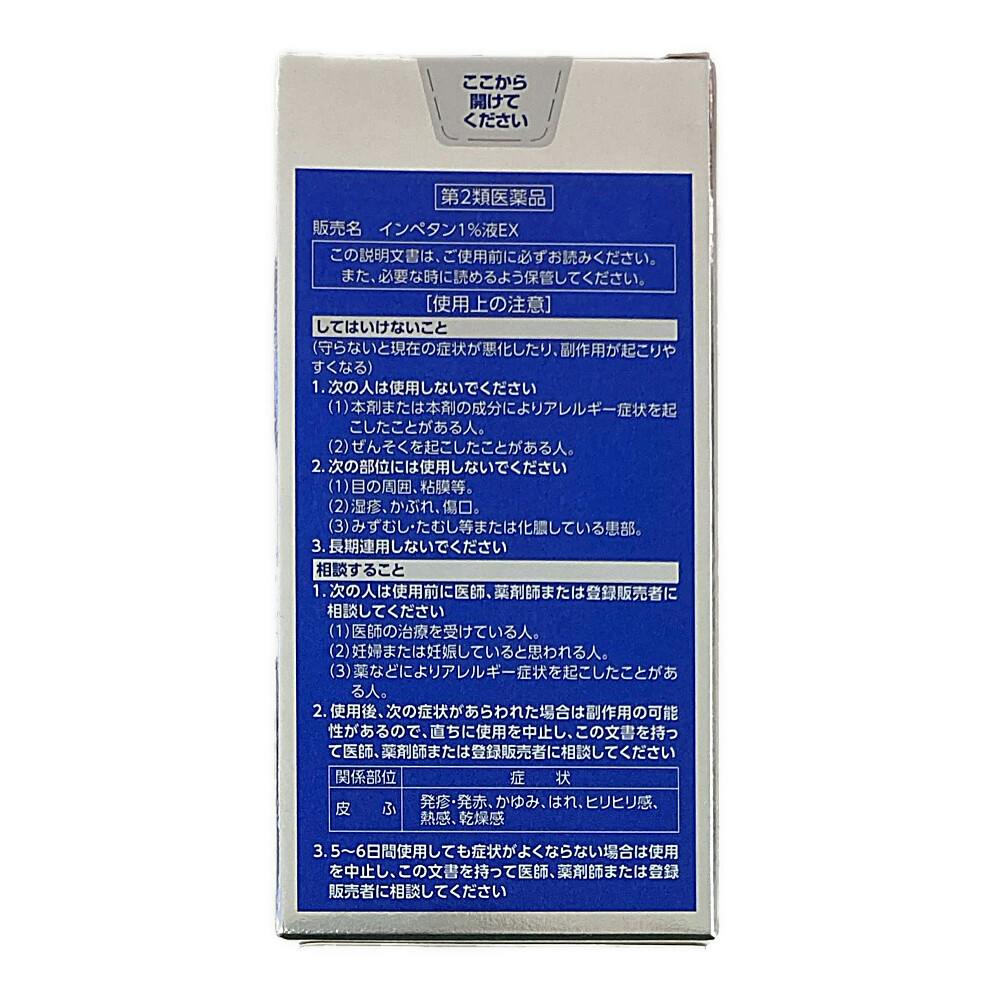 ここから
開けて
ください
第2類医薬品
販売名 インペタン1%液EX
この説明文書は、ご使用前に必ずお読みください。
また、必要な時に読めるよう保管してください。
[使用上の注意]
してはいけないこと
(守らないと現在の症状が悪化したり、副作用が起こりや
すくなる)
1. 次の人は使用しないでください
(1)本剤または本剤の成分によりアレルギー症状を起
こしたことがある人。
(2)ぜんそくを起こしたことがある人。
2. 次の部位には使用しないでください
(1)目の周囲、粘膜等。
(2)湿疹、かぶれ、傷口。
(3)みずむし・たむし等または化膿している患部。
3. 長期連用しないでください
相談すること
1. 次の人は使用前に医師、薬剤師または登録販売者に
相談してください
(1)医師の治療を受けている人。
(2)妊婦または妊娠していると思われる人。
(3)薬などによりアレルギー症状を起こしたことがあ
る人。
2. 使用後、次の症状があらわれた場合は副作用の可能
性があるので、直ちに使用を中止し、この文書を持っ
て医師、薬剤師または登録販売者に相談してください
関係部位 症 状
皮 ふ 発疹・発赤、かゆみ、はれ、ヒリヒリ感、
熱感、乾燥感
3. 5～6日間使用しても症状がよくならない場合は使用
を中止し、この文書を持って医師、薬剤師または登録
販売者に相談してください